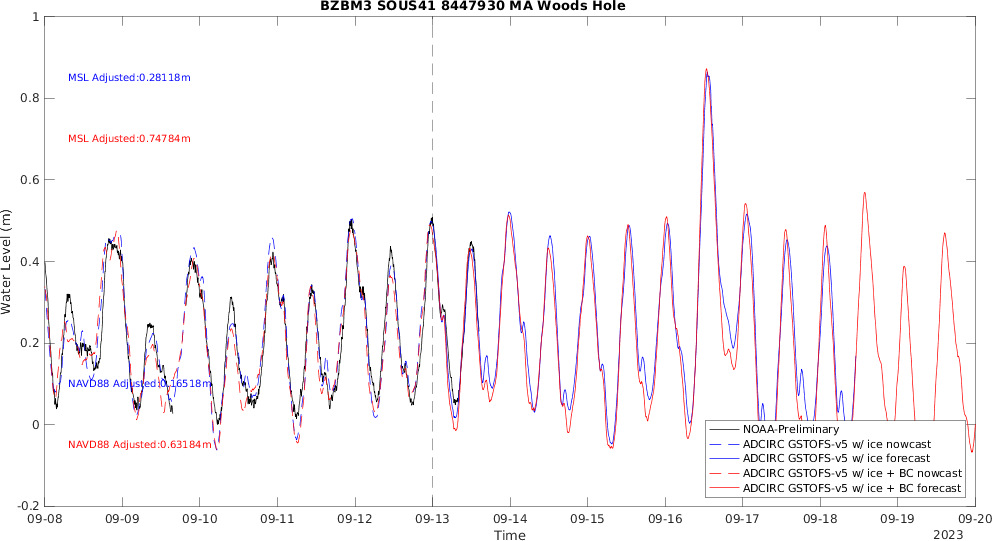 BZBM3 SOUS41 8447930 MA Woods Hole
1
0.8
0.6
0.4
0.2
0
-0.2
Water Level (m)
MSL Adjusted:0.28118m
MSL Adjusted:0.74784m
NAVD88 Adjusted:0.16518m
NAVD88 Adjusted:0.63184m
NOAA-Preliminary
ADCIRC GSTOFS-v5 w/ ice nowcast
ADCIRC GSTOFS-v5 w/ ice forecast
ADCIRC GSTOFS-v5 w/ ice + BC nowcast
ADCIRC GSTOFS-v5 w/ ice + BC forecast
09-08 09-09 09-10 09-11 09-12 09-13 09-14 09-15 09-16 09-17 09-18 09-19 09-20
Time
2023